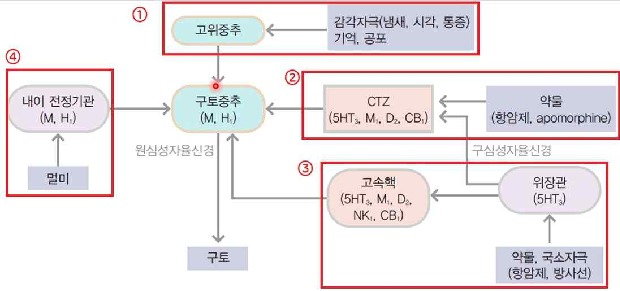 ①
고위중추
감각자극(냄새, 시각, 통증)
기억, 공포
④
내이 전정기관
(M, H₁)
멀미
구토중추
(M, H₁)
②
CTZ
(5HT₃, M₁, D₂, CB₁)
약물
(항암제, apomorphine)
원심성자율신경
구심성자율신경
③
고속핵
(5HT₃, M₁, D₂,
NK₁, CB₁)
위장관
(5HT₃)
구토
약물, 국소자극
(항암제, 방사선)